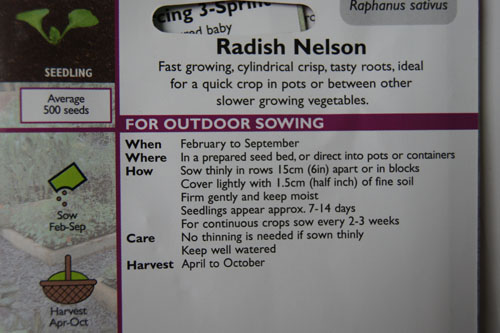 cing 3-Sprin
red baby
Raphanus sativus
Radish Nelson
Fast growing, cylindrical crisp, tasty roots, ideal
for a quick crop in pots or between other
slower growing vegetables.
SEEDLING
Average
500 seeds
FOR OUTDOOR SOWING
When February to September
Where In a prepared seed bed, or direct into pots or containers
How Sow thinly in rows 15cm (6in) apart or in blocks
Cover lightly with 1.5cm (half inch) of fine soil
Firm gently and keep moist
Seedlings appear approx. 7-14 days
For continuous crops sow every 2-3 weeks
Care No thinning is needed if sown thinly
Keep well watered
Harvest April to October
Sow
Feb-Sep
Harvest
Apr-Oct